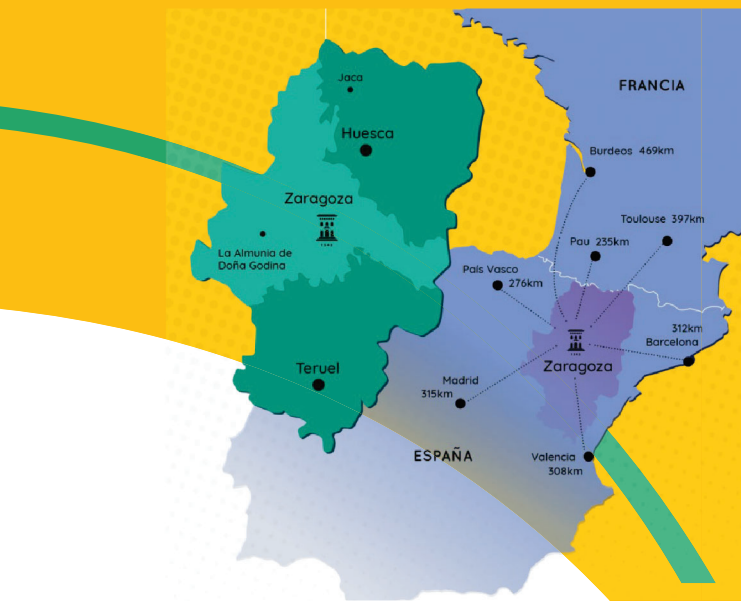 Jaca
Huesca
Zaragoza
La Almunia de
Doña Godina
Teruel
FRANCIA
Burdeos 469km
Toulouse 397km
Pau 235km
País Vasco
276km
312km
Barcelona
Zaragoza
Madrid
315km
ESPAÑA
Valencia
308km